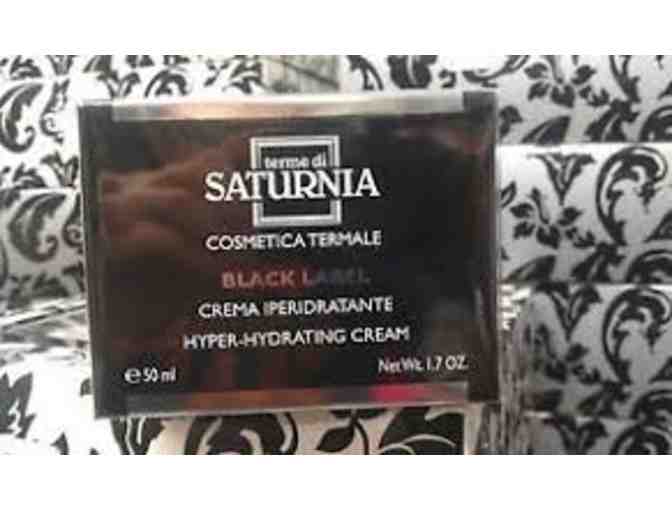 terme di
SATURNIA
COSMETICA TERMALE
BLACK LABEL
CREMA IPERIDRATANTE
HYPER-HYDRATING CREAM
℮ 50 ml Net Wt. 1.7 OZ.